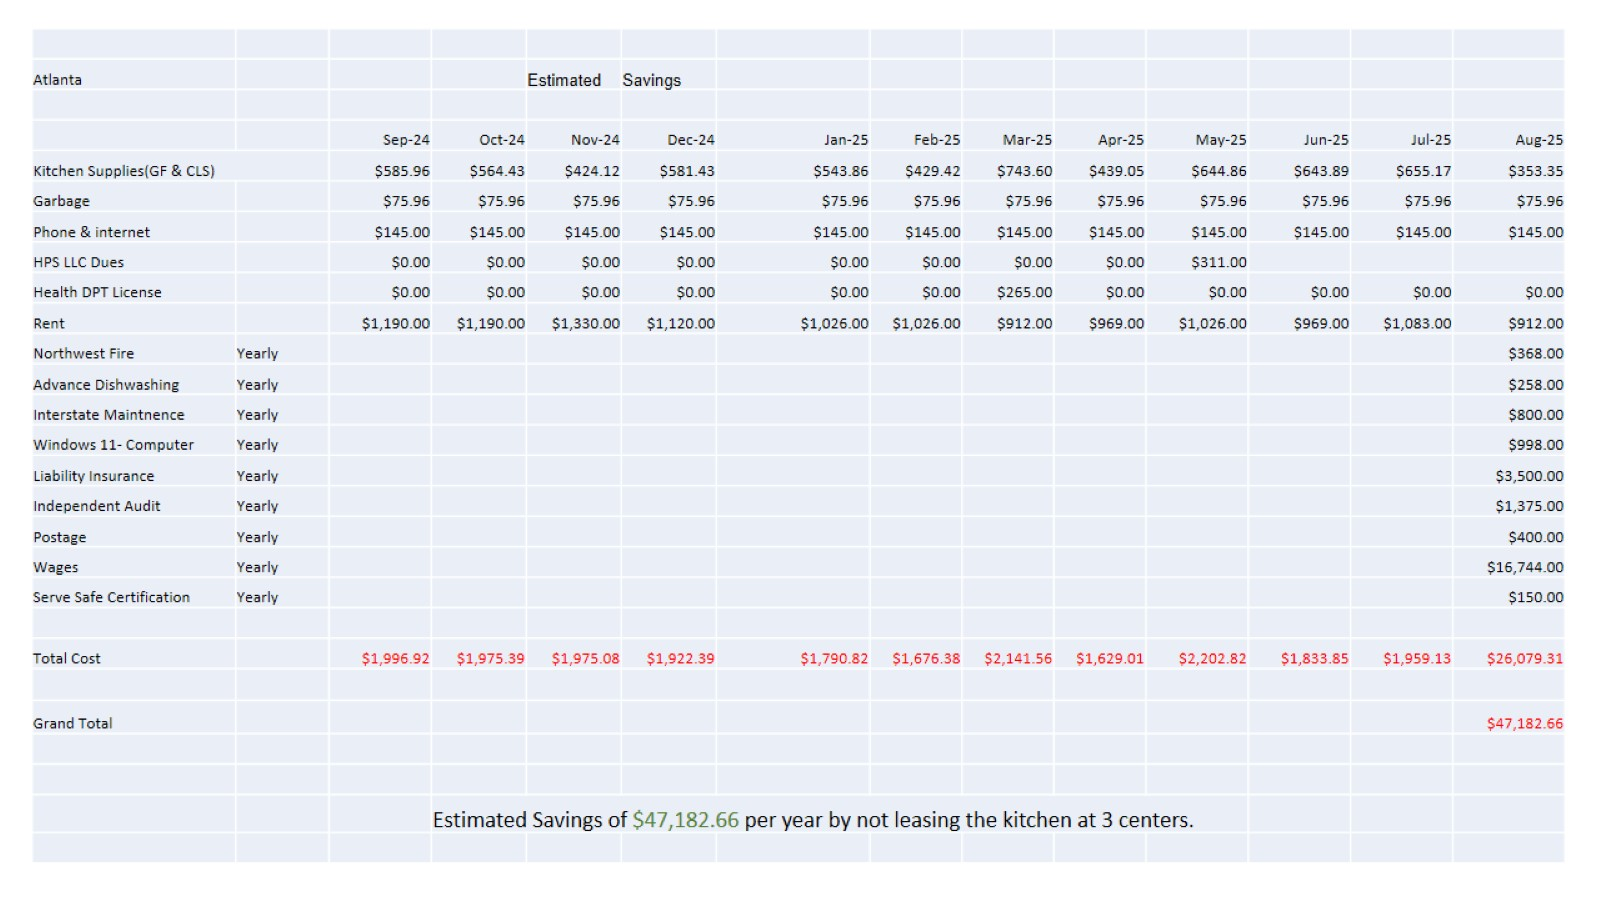 Atlanta Estimated Savings
Sep-24 Oct-24 Nov-24 Dec-24 Jan-25 Feb-25 Mar-25 Apr-25 May-25 Jun-25 Jul-25 Aug-25
Kitchen Supplies(GF & CLS) $585.96 $564.43 $424.12 $581.43 $543.86 $429.42 $743.60 $439.05 $644.86 $643.89 $655.17 $353.35
Garbage $75.96 $75.96 $75.96 $75.96 $75.96 $75.96 $75.96 $75.96 $75.96 $75.96 $75.96 $75.96
Phone & internet $145.00 $145.00 $145.00 $145.00 $145.00 $145.00 $145.00 $145.00 $145.00 $145.00 $145.00 $145.00
HPS LLC Dues $0.00 $0.00 $0.00 $0.00 $0.00 $0.00 $0.00 $0.00 $311.00
Health DPT License $0.00 $0.00 $0.00 $0.00 $0.00 $0.00 $265.00 $0.00 $0.00 $0.00 $0.00 $0.00
Rent $1,190.00 $1,190.00 $1,330.00 $1,120.00 $1,026.00 $1,026.00 $912.00 $969.00 $1,026.00 $969.00 $1,083.00 $912.00
Northwest Fire Yearly $368.00
Advance Dishwashing Yearly $258.00
Interstate Maintnence Yearly $800.00
Windows 11- Computer Yearly $998.00
Liability Insurance Yearly $3,500.00
Independent Audit Yearly $1,375.00
Postage Yearly $400.00
Wages Yearly $16,744.00
Serve Safe Certification Yearly $150.00
Total Cost $1,996.92 $1,975.39 $1,975.08 $1,922.39 $1,790.82 $1,676.38 $2,141.56 $1,629.01 $2,202.82 $1,833.85 $1,959.13 $26,079.31
Grand Total $47,182.66
Estimated Savings of $47,182.66 per year by not leasing the kitchen at 3 centers.